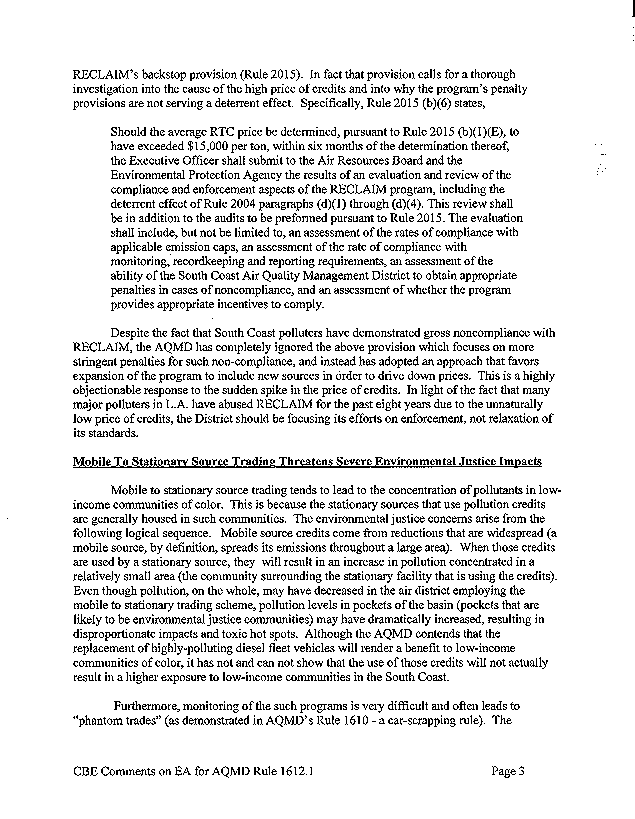 RECLAIM's backstop provision (Rule 2015).  In fact that provision calls for a thorough
investigation into the cause of the high price of credits and into why the program's penalty
provisions are not serving a deterrent effect.  Specifically, Rule 2015 (b)(6) states,
Should the average RTC price be determined, pursuant to Rule 2015 (b)(1)(E), to
have exceeded $15,000 per ton, within six months of the determination thereof,
the Executive Officer shall submit to the Air Resources Board and the
Environmental Protection Agency the results of an evaluation and review of the
compliance and enforcement aspects of the RECLAIM program, including the
deterrent effect of Rule 2004 paragraphs (d)(1) through (d)(4). This review shall
be in addition to the audits to be preformed pursuant to Rule 2015. The evaluation
shall include, but not be limited to, an assessment of the rates of compliance with
applicable emission caps, an assessment of the rate of compliance with
monitoring, recordkeeping and reporting requirements, an assessment of the
ability of the South Coast Air Quality Management District to obtain appropriate
penalties in cases of noncompliance, and an assessment of whether the program
provides appropriate incentives to comply.
Despite the fact that South Coast polluters have demonstrated gross noncompliance with
RECLAIM, the AQMD has completely ignored the above provision which focuses on more
stringent penalties for such non-compliance, and instead has adopted an approach that favors
expansion of the program to include new sources in order to drive down prices.  This is a highly
objectionable response to the sudden spike in the price of credits.  In light of the fact that many
major polluters in L.A. have abused RECLAIM for the past eight years due to the unnaturally
low price of credits, the District should be focusing its efforts on enforcement, not relaxation of
its standards.
Mobile To Stationary Source Trading Threatens Severe Environmental Justice Impacts
Mobile to stationary source trading tends to lead to the concentration of pollutants in low-
income communities of color.  This is because the stationary sources that use pollution credits
are generally housed in such communities.  The environmental justice concerns arise from the
following logical sequence.  Mobile source credits come from reductions that are widespread (a
mobile source, by definition, spreads its emissions throughout a large area).  When those credits
are used by a stationary source, they  will result in an increase in pollution concentrated in a
relatively small area (the community surrounding the stationary facility that is using the credits).
Even though pollution, on the whole, may have decreased in the air district employing the
mobile to stationary trading scheme, pollution levels in pockets of the basin (pockets that are
likely to be environmental justice communities) may have dramatically increased, resulting in
disproportionate impacts and toxic hot spots.  Although the AQMD contends that the
replacement of highly-polluting diesel fleet vehicles will render a benefit to low-income
communities of color, it has not and can not show that the use of those credits will not actually
result in a higher exposure to low-income communities in the South Coast.
Furthermore, monitoring of the such programs is very difficult and often leads to
"phantom trades" (as demonstrated in AQMD's Rule 1610 - a car-scrapping rule).  The
CBE Comments on EA for AQMD Rule 1612.1 Page 3